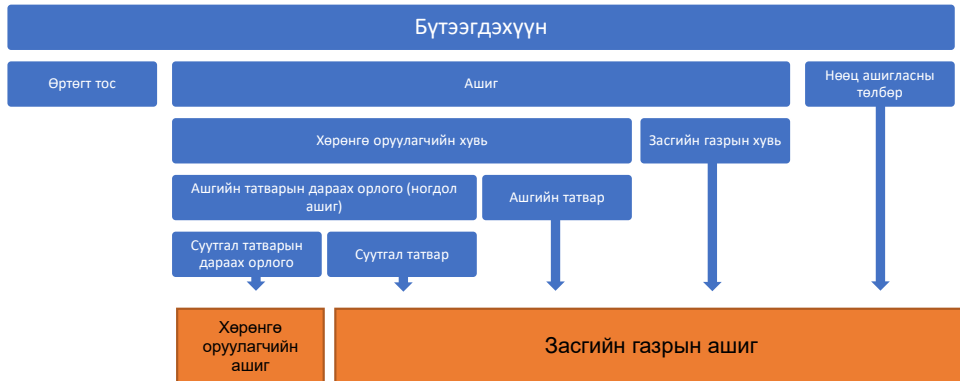 Бүтээгдэхүүн
Өртөгт тос
Ашиг
Нөөц ашигласны
төлбөр
Хөрөнгө оруулагчийн хувь
Засгийн газрын хувь
Ашгийн татварын дараах орлого (ногдол
ашиг)
Ашгийн татвар
Суутгал татварын
дараах орлого
Суутгал татвар
Хөрөнгө
оруулагчийн
ашиг
Засгийн газрын ашиг